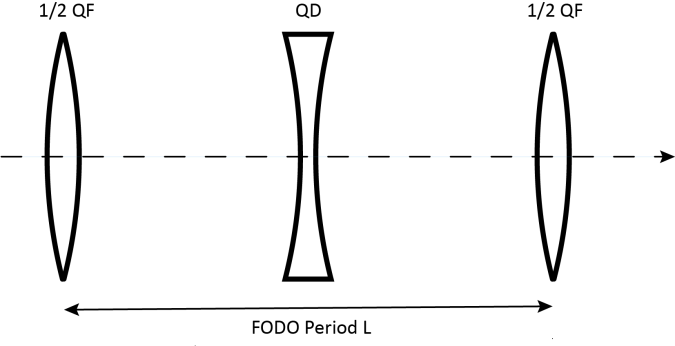 1/2 QF
QD
1/2 QF
FODO Period L